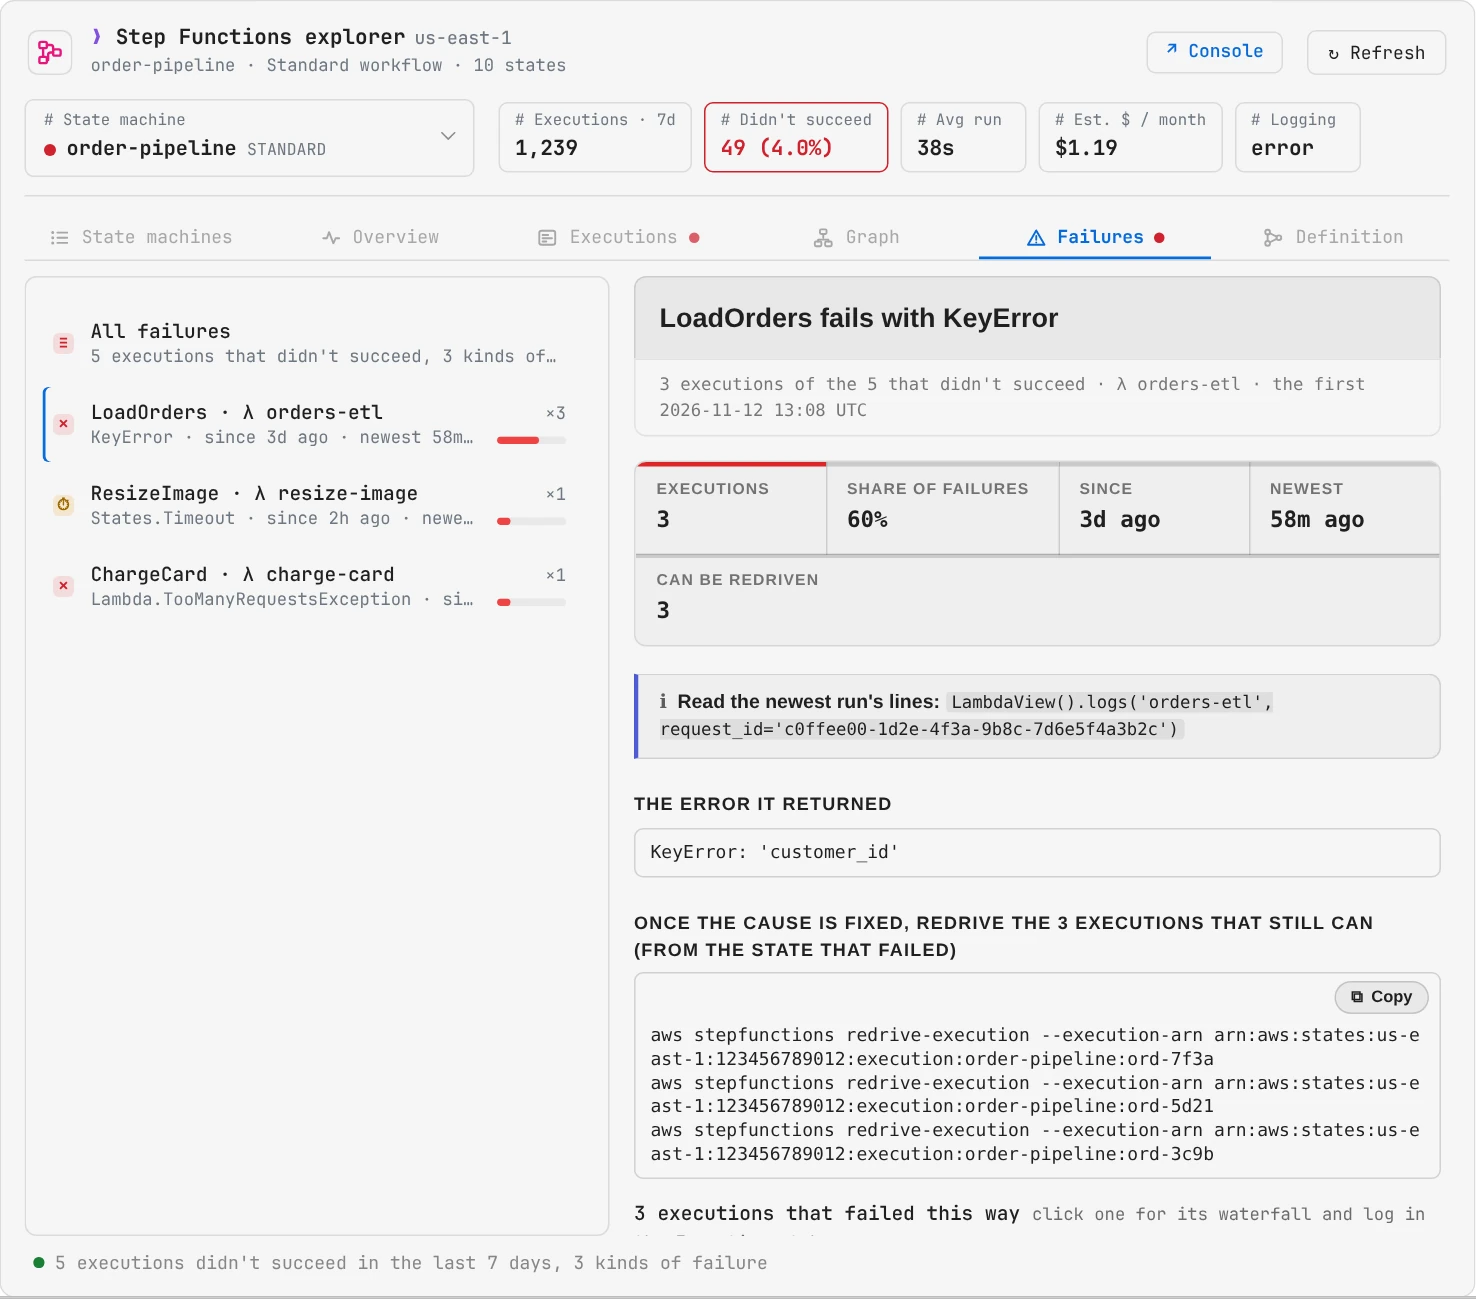 ❫ Step Functions explorer us-east-1
order-pipeline · Standard workflow · 10 states
↗ Console
↻ Refresh
# State machine
order-pipeline STANDARD
# Executions · 7d
1,239
# Didn't succeed
49 (4.0%)
# Avg run
38s
# Est. $ / month
$1.19
# Logging
error
State machines
Overview
Executions
Graph
Failures
Definition
All failures
5 executions that didn't succeed, 3 kinds of…
LoadOrders · λ orders-etl ×3
KeyError · since 3d ago · newest 58m…
ResizeImage · λ resize-image ×1
States.Timeout · since 2h ago · newe…
ChargeCard · λ charge-card ×1
Lambda.TooManyRequestsException · si…
LoadOrders fails with KeyError
3 executions of the 5 that didn't succeed · λ orders-etl · the first
2026-11-12 13:08 UTC
EXECUTIONS
3
SHARE OF FAILURES
60%
SINCE
3d ago
NEWEST
58m ago
CAN BE REDRIVEN
3
ℹ Read the newest run's lines: LambdaView().logs('orders-etl',
request_id='c0ffee00-1d2e-4f3a-9b8c-7d6e5f4a3b2c')
THE ERROR IT RETURNED
KeyError: 'customer_id'
ONCE THE CAUSE IS FIXED, REDRIVE THE 3 EXECUTIONS THAT STILL CAN
(FROM THE STATE THAT FAILED)
⧉ Copy
aws stepfunctions redrive-execution --execution-arn arn:aws:states:us-e
ast-1:123456789012:execution:order-pipeline:ord-7f3a
aws stepfunctions redrive-execution --execution-arn arn:aws:states:us-e
ast-1:123456789012:execution:order-pipeline:ord-5d21
aws stepfunctions redrive-execution --execution-arn arn:aws:states:us-e
ast-1:123456789012:execution:order-pipeline:ord-3c9b
3 executions that failed this way click one for its waterfall and log in
5 executions didn't succeed in the last 7 days, 3 kinds of failure